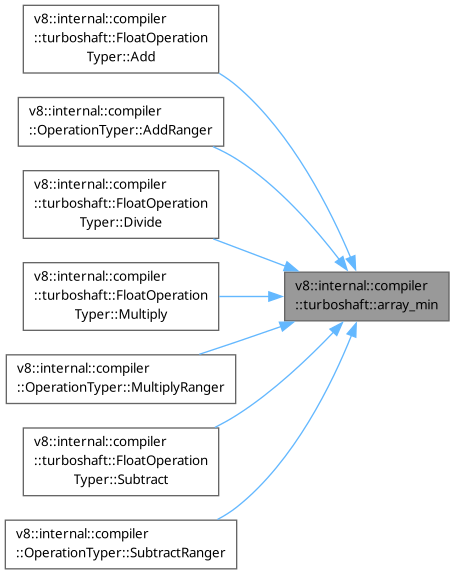 v8::internal::compiler
::turboshaft::FloatOperation
Typer::Add
v8::internal::compiler
::OperationTyper::AddRanger
v8::internal::compiler
::turboshaft::FloatOperation
Typer::Divide
v8::internal::compiler
::turboshaft::array_min
v8::internal::compiler
::turboshaft::FloatOperation
Typer::Multiply
v8::internal::compiler
::OperationTyper::MultiplyRanger
v8::internal::compiler
::turboshaft::FloatOperation
Typer::Subtract
v8::internal::compiler
::OperationTyper::SubtractRanger